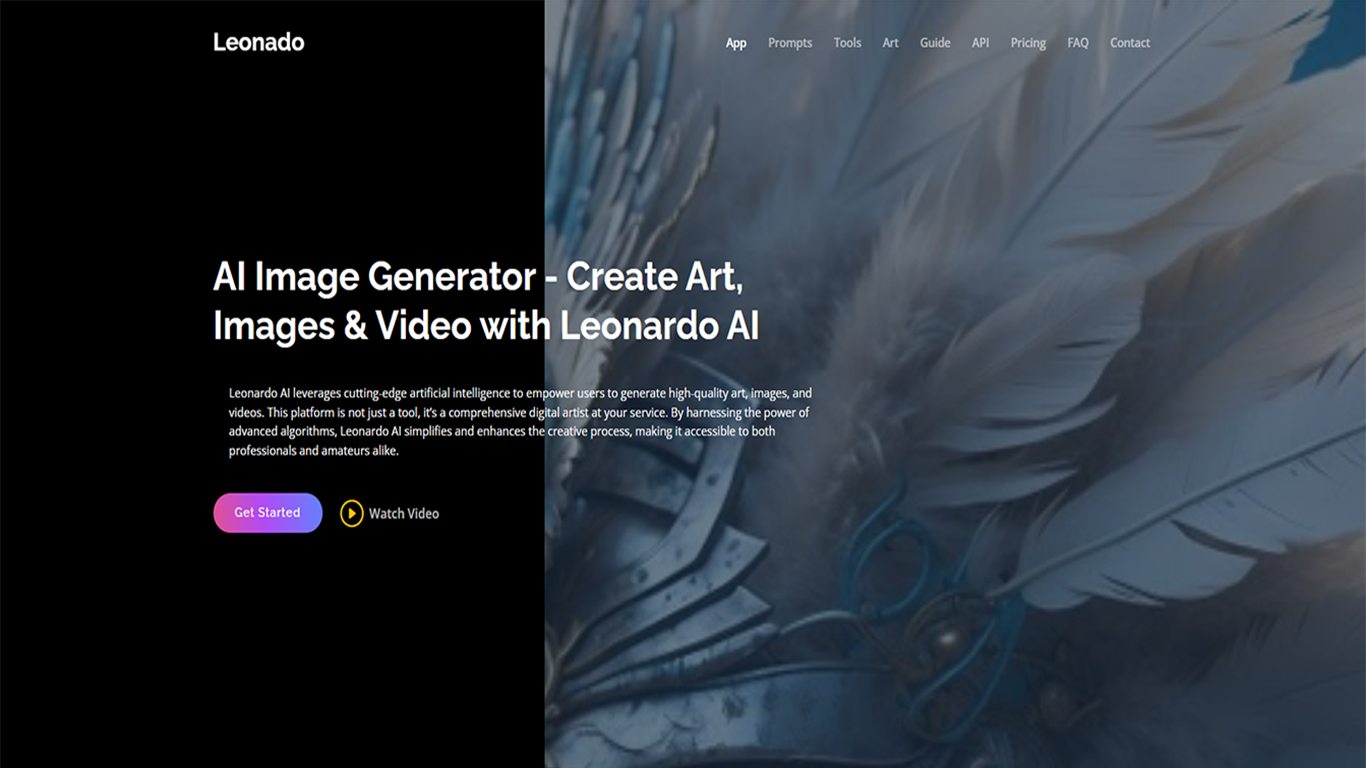 Leonado
App Prompts Tools Art Guide API Pricing FAQ Contact
AI Image Generator - Create Art,
Images & Video with Leonardo AI
Leonardo AI leverages cutting-edge artificial intelligence to empower users to generate high-quality art, images, and
videos. This platform is not just a tool, it's a comprehensive digital artist at your service. By harnessing the power of
advanced algorithms, Leonardo AI simplifies and enhances the creative process, making it accessible to both
professionals and amateurs alike.
Get Started
Watch Video